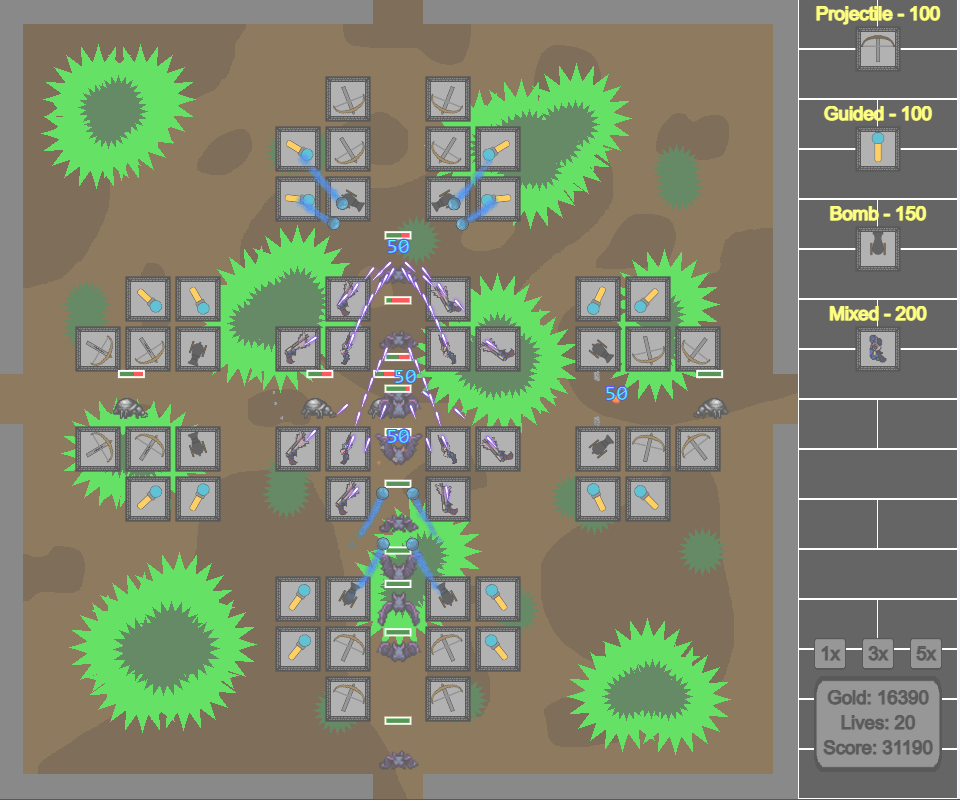 Projectile - 100
Guided - 100
Bomb - 150
Mixed - 200
50
50
50
50
1x 3x 5x
Gold: 16390
Lives: 20
Score: 31190